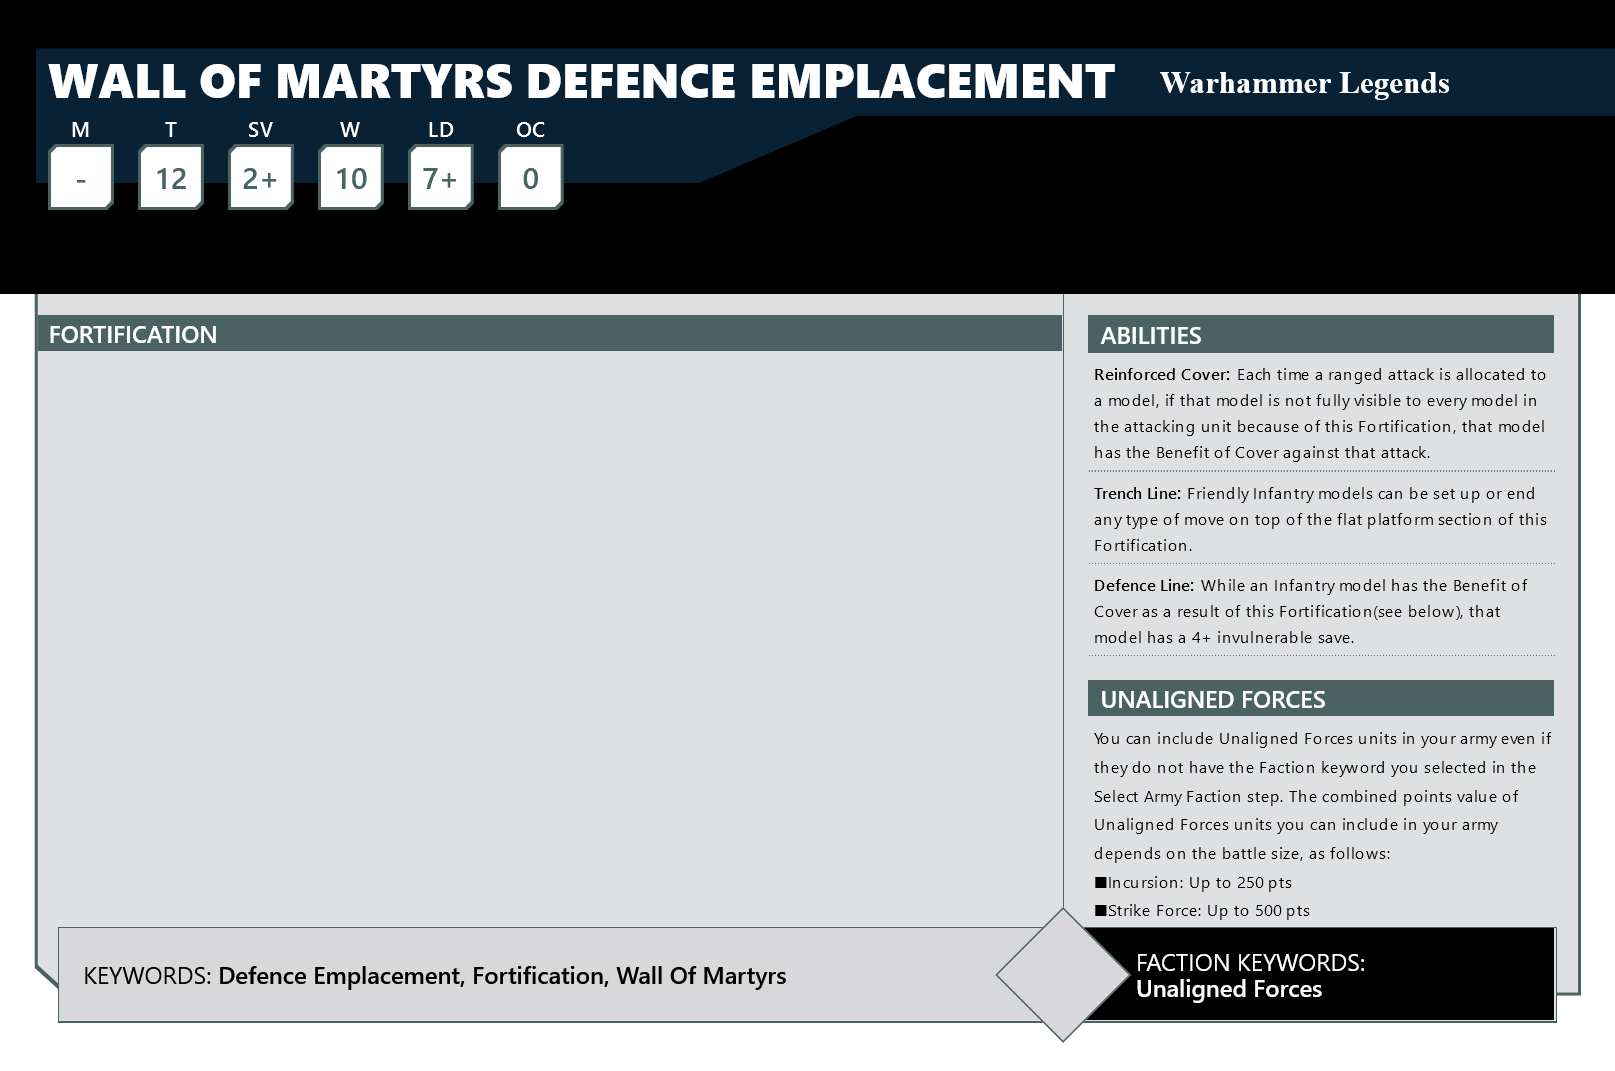 WALL OF MARTYRS DEFENCE EMPLACEMENT Warhammer Legends
M T SV W LD OC
- 12 2+ 10 7+ 0
FORTIFICATION
ABILITIES
Reinforced Cover: Each time a ranged attack is allocated to
a model, if that model is not fully visible to every model in
the attacking unit because of this Fortification, that model
has the Benefit of Cover against that attack.
Trench Line: Friendly Infantry models can be set up or end
any type of move on top of the flat platform section of this
Fortification.
Defence Line: While an Infantry model has the Benefit of
Cover as a result of this Fortification(see below), that
model has a 4+ invulnerable save.
UNALIGNED FORCES
You can include Unaligned Forces units in your army even if
they do not have the Faction keyword you selected in the
Select Army Faction step. The combined points value of
Unaligned Forces units you can include in your army
depends on the battle size, as follows:
■Incursion: Up to 250 pts
■Strike Force: Up to 500 pts
KEYWORDS: Defence Emplacement, Fortification, Wall Of Martyrs
FACTION KEYWORDS:
Unaligned Forces